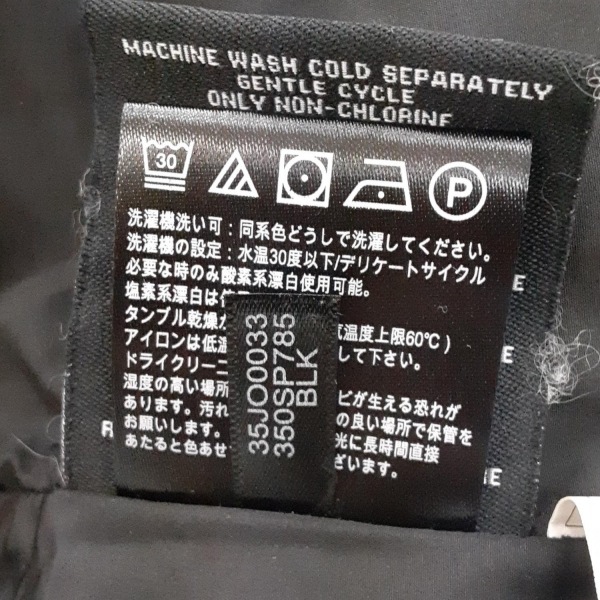 MACHINE WASH COLD SEPARATELY
GENTLE CYCLE
ONLY NON-CHLORINE
30
P
洗濯機洗い可：同系色どうしで洗濯してください。
洗濯機の設定：水温30度以下/デリケートサイクル
必要な時のみ酸素系漂白使用可能。
塩素系漂白は使用
タンブル乾燥 気温度上限60℃)
アイロンは低温 して下さい。
ドライクリーニ
湿度の高い場所 ビが生える恐れが
あります。汚れ の良い場所で保管を
お願いします。 光に長時間直接
あたると色あせ ざいます。
35JO0033
350SP785
BLK